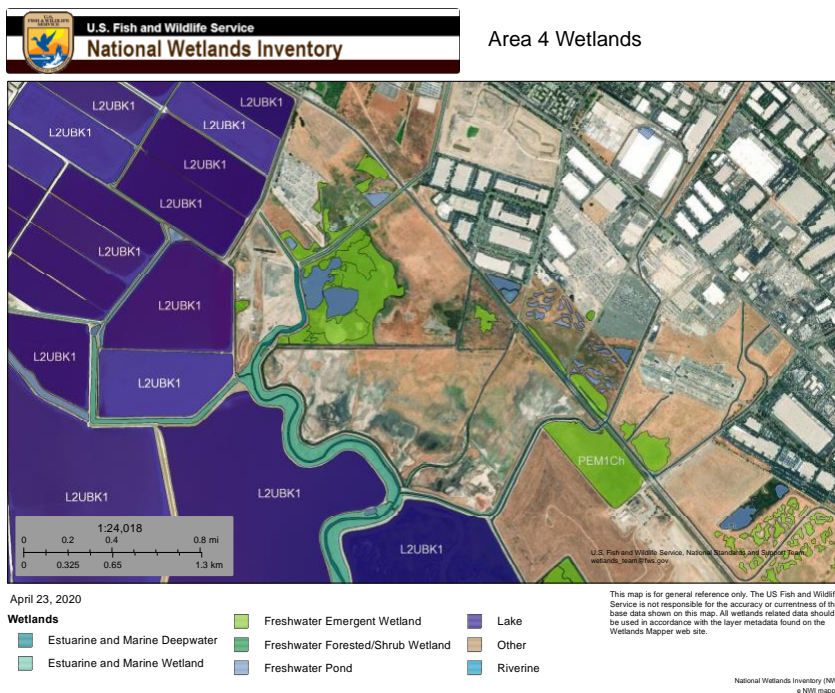 U.S.
FISH & WILDLIFE
SERVICE
U.S. Fish and Wildlife Service
National Wetlands Inventory
Area 4 Wetlands
L2UBK1
L2UBK1
L2UBK1
L2UBK1
L2UBK1
L2UBK1
L2UBK1
L2UBK1
L2UBK1
L2UBK1
PEM1Ch
L2UBK1
L2UBK1
L2UBK1
1:24,018
0 0.2 0.4 0.8 mi
0 0.325 0.65 1.3 km
U.S. Fish and Wildlife Service, National Standards and Support Team,
wetlands_team@fws.gov
April 23, 2020
Wetlands
Estuarine and Marine Deepwater
Estuarine and Marine Wetland
Freshwater Emergent Wetland
Freshwater Forested/Shrub Wetland
Freshwater Pond
Lake
Other
Riverine
This map is for general reference only. The US Fish and Wildlif
Service is not responsible for the accuracy or currentness of th
base data shown on this map. All wetlands related data should
be used in accordance with the layer metadata found on the
Wetlands Mapper web site.
National Wetlands Inventory (NW
e NWI mapp